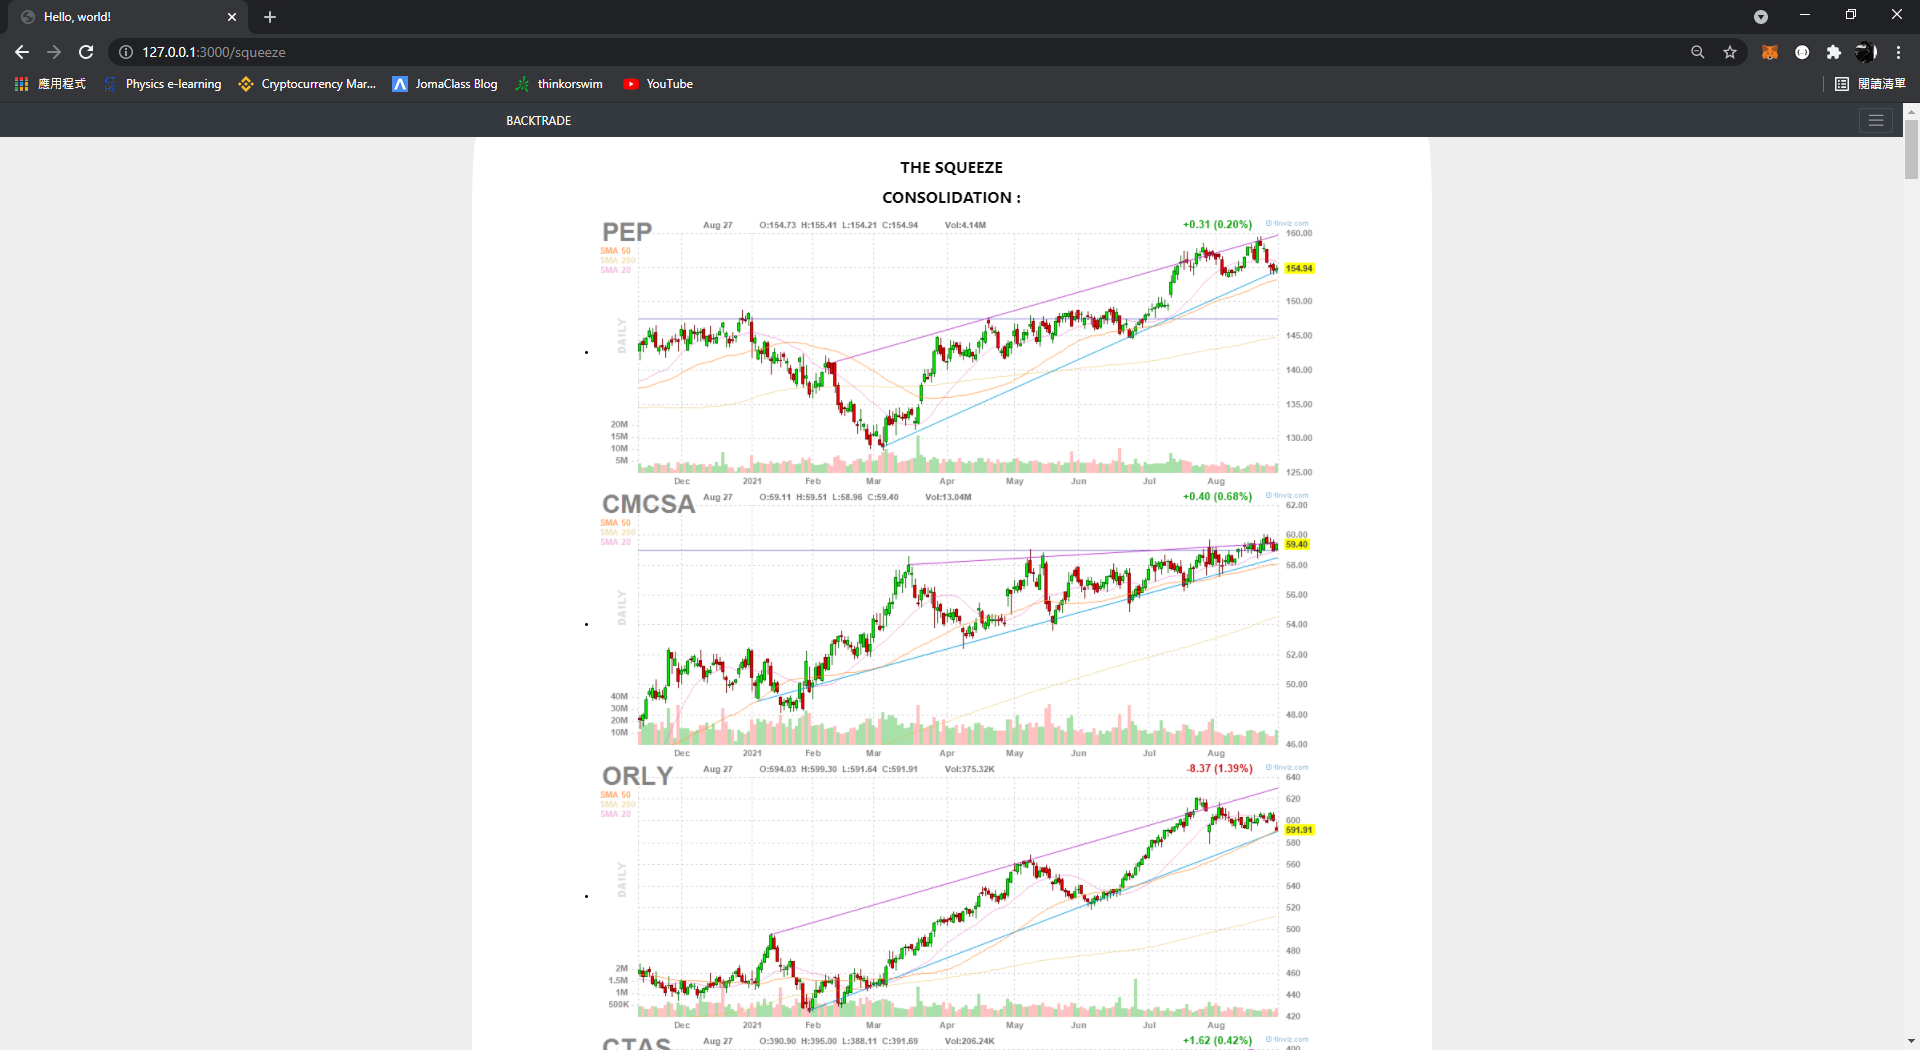 Hello, world!
127.0.0.1:3000/squeeze
應用程式 Physics e-learning Cryptocurrency Mar... JomaClass Blog thinkorswim YouTube 閱讀清單
BACKTRADE
THE SQUEEZE
CONSOLIDATION :
PEP Aug 27 O:154.73 H:155.41 L:154.21 C:154.94 Vol:4.14M +0.31 (0.20%) © finviz.com
SMA 50
SMA 200
SMA 20
DAILY
160.00
154.94
150.00
145.00
140.00
135.00
130.00
125.00
20M
15M
10M
5M
Dec 2021 Feb Mar Apr May Jun Jul Aug
CMCSA Aug 27 O:59.11 H:59.51 L:58.96 C:59.40 Vol:13.04M +0.40 (0.68%) © finviz.com
SMA 50
SMA 200
SMA 20
DAILY
62.00
60.00
59.40
58.00
56.00
54.00
52.00
50.00
48.00
46.00
40M
30M
20M
10M
Dec 2021 Feb Mar Apr May Jun Jul Aug
ORLY Aug 27 O:594.03 H:599.30 L:591.64 C:591.91 Vol:375.32K -8.37 (1.39%) © finviz.com
SMA 50
SMA 200
SMA 20
DAILY
640
620
600
591.91
580
560
540
520
500
480
460
440
420
2M
1.5M
1M
500K
Dec 2021 Feb Mar Apr May Jun Jul Aug
CTAS Aug 27 O:390.90 H:395.00 L:388.11 C:391.69 Vol:206.24K +1.62 (0.42%) © finviz.com
400